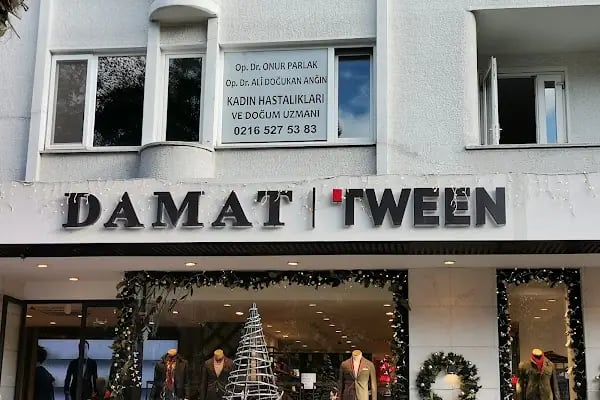 Op. Dr. ONUR PARLAK
Op. Dr. ALİ DOĞUKAN ANĞIN
KADIN HASTALIKLARI
VE DOĞUM UZMANI
0216 527 53 83
DAMAT | TWEEN